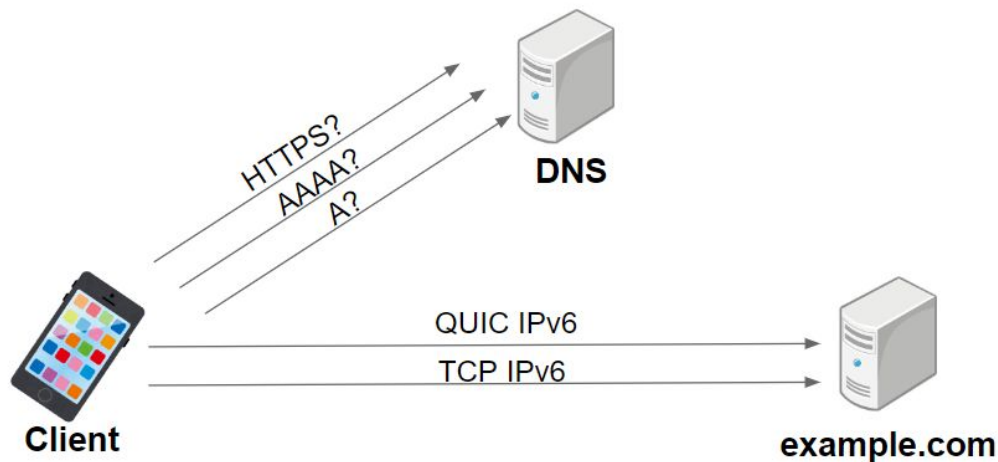 DNS
HTTPS?
AAAA?
A?
QUIC IPv6
TCP IPv6
Client
example.com